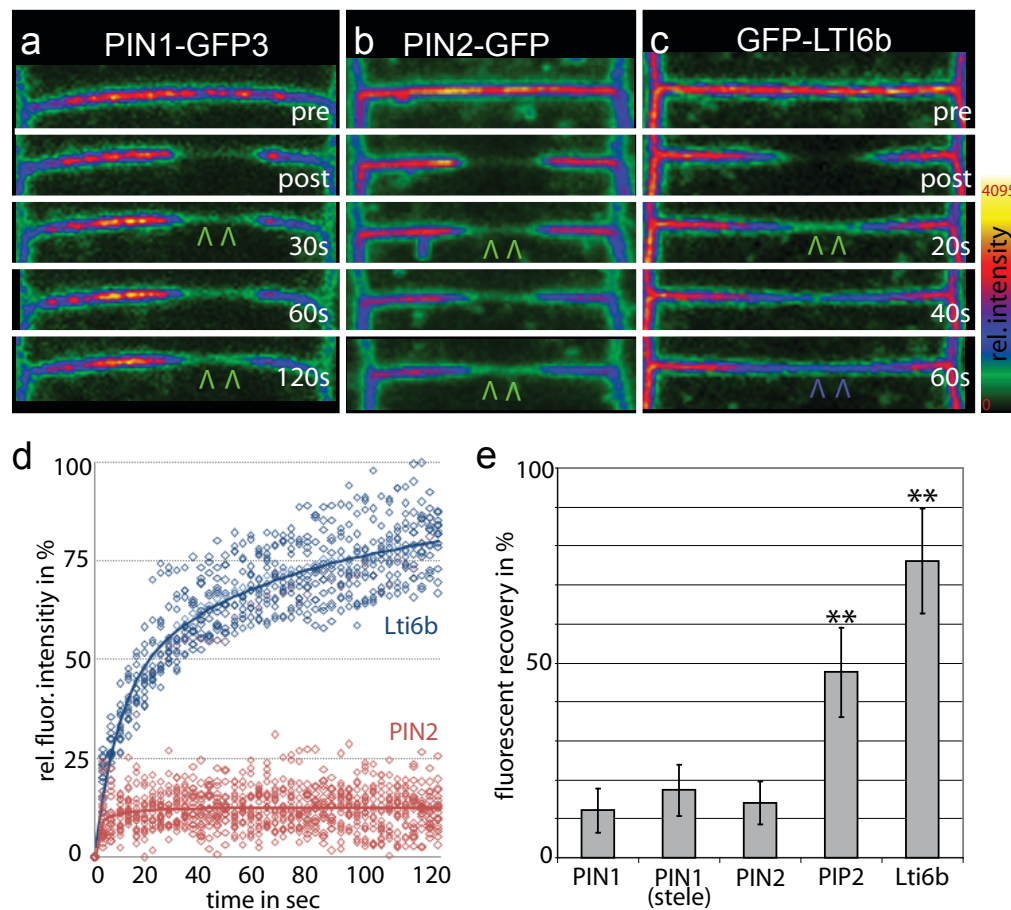 a PIN1-GFP3
b PIN2-GFP
c GFP-LTI6b
pre
pre
pre
post
post
30s
20s
60s
40s
120s
60s
4095
rel. intensity
0
d
100
75
50
25
0
rel. fluor. intensitiy in %
Lti6b
PIN2
0 20 40 60 80 100 120
time in sec
e
100
50
0
fluorescent recovery in %
**
**
PIN1 PIN1 (stele) PIN2 PIP2 Lti6b